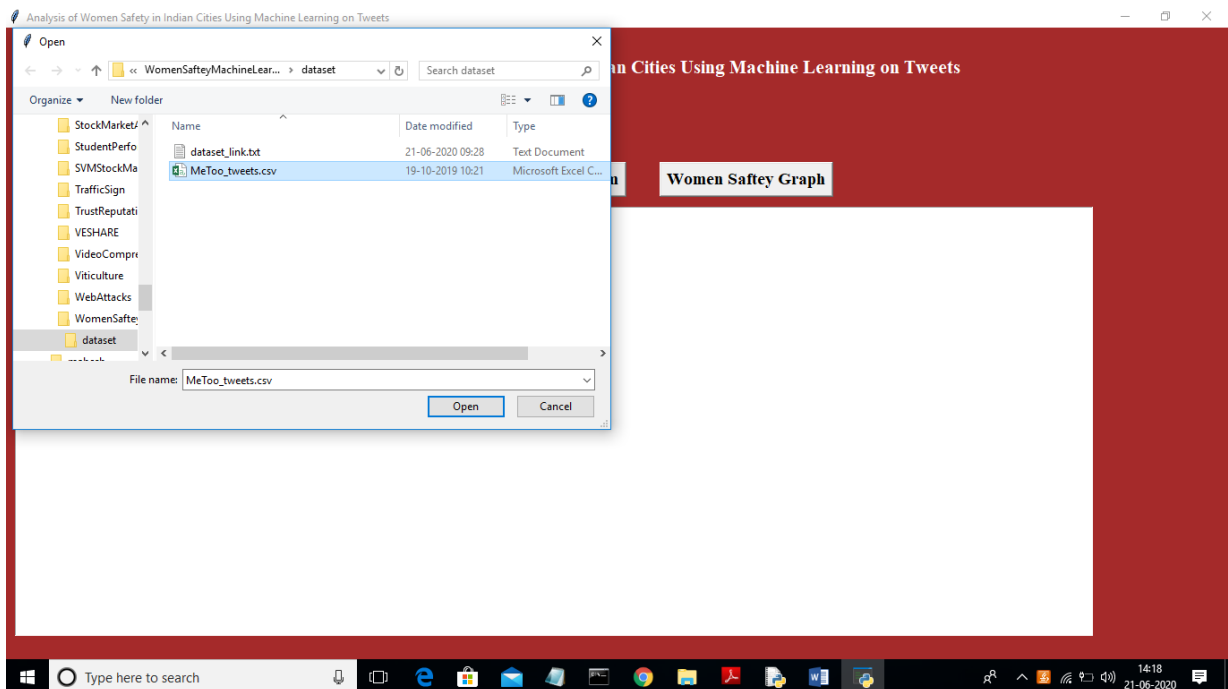 Analysis of Women Safety in Indian Cities Using Machine Learning on Tweets
Open
« WomenSafteyMachineLear... › dataset
Search dataset
an Cities Using Machine Learning on Tweets
Organize
New folder
Name
Date modified
Type
StockMarket
StudentPerfo
SVMStockMa
TrafficSign
TrustReputati
VESHARE
VideoCompre
Viticulture
WebAttacks
WomenSaftey
dataset
dataset_link.txt
21-06-2020 09:28
Text Document
MeToo_tweets.csv
19-10-2019 10:21
Microsoft Excel C...
Women Saftey Graph
File name:
MeToo_tweets.csv
Open
Cancel
Type here to search
14:18
21-06-2020